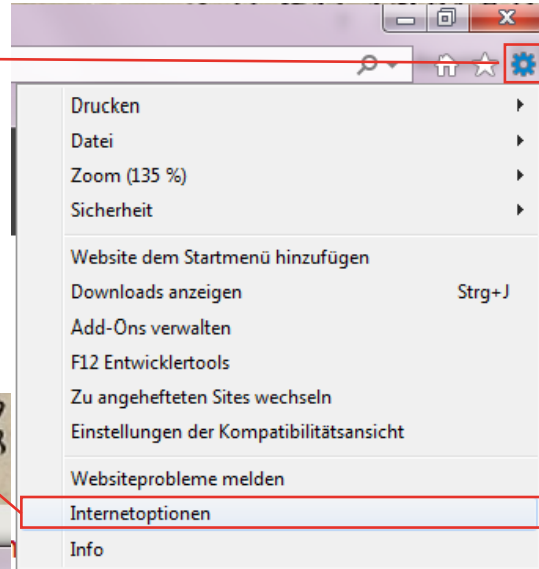 Drucken
Datei
Zoom (135 %)
Sicherheit
Website dem Startmenü hinzufügen
Downloads anzeigen Strg+J
Add-Ons verwalten
F12 Entwicklertools
Zu angehefteten Sites wechseln
Einstellungen der Kompatibilitätsansicht
Websiteprobleme melden
Internetoptionen
Info